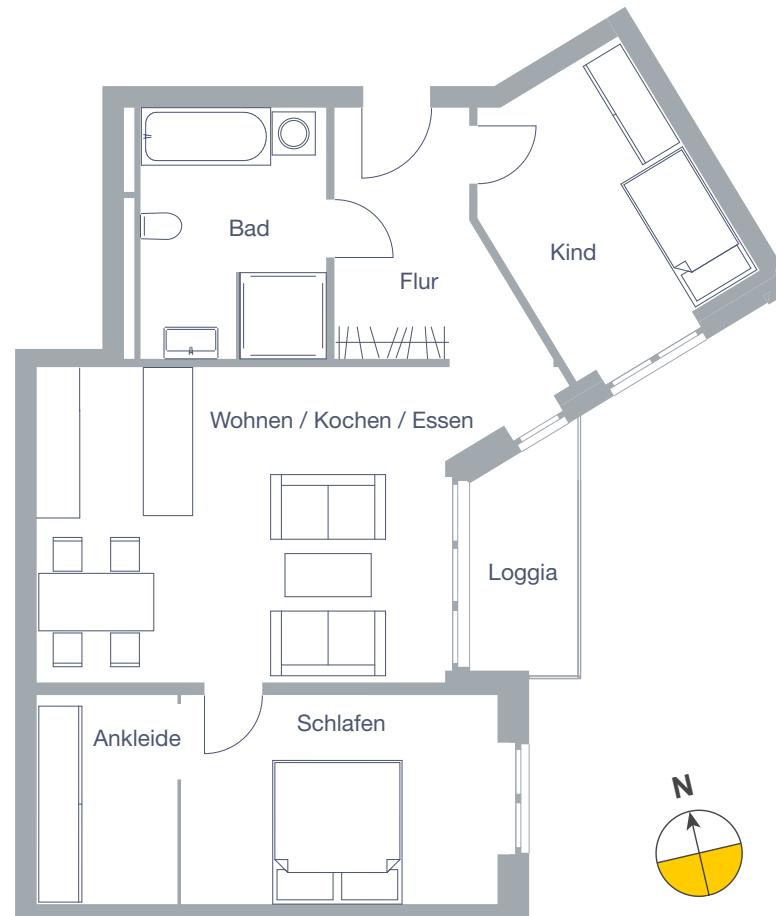 Bad
Kind
Flur
Wohnen / Kochen / Essen
Loggia
Schlafen
Ankleide
N